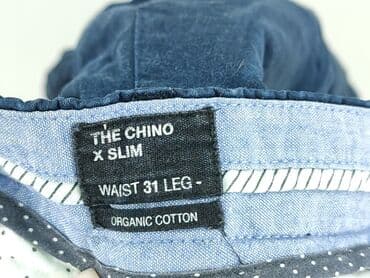 THE CHINO
X SLIM
WAIST 31 LEG -
ORGANIC COTTON